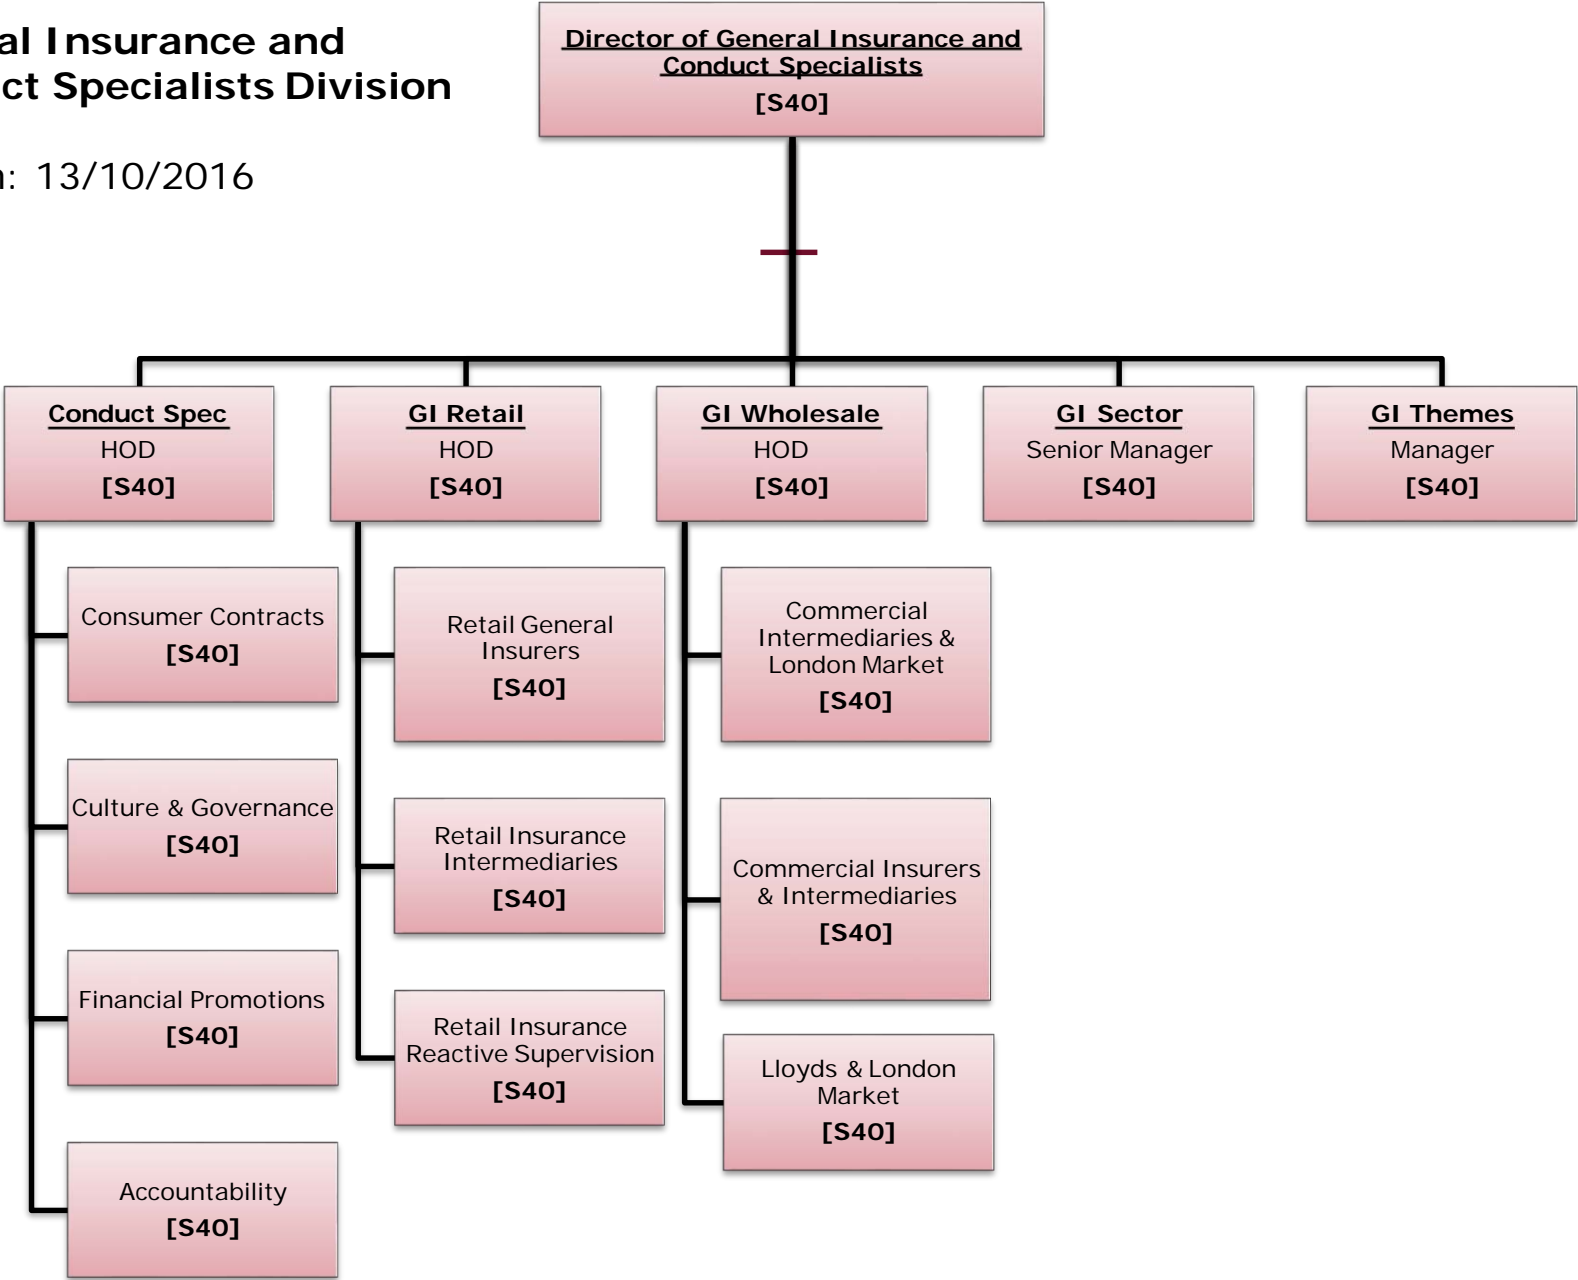 al Insurance and
ct Specialists Division
: 13/10/2016
Director of General Insurance and
Conduct Specialists
[S40]
Conduct Spec
HOD
[S40]
GI Retail
HOD
[S40]
GI Wholesale
HOD
[S40]
GI Sector
Senior Manager
[S40]
GI Themes
Manager
[S40]
Consumer Contracts
[S40]
Culture & Governance
[S40]
Financial Promotions
[S40]
Accountability
[S40]
Retail General
Insurers
[S40]
Retail Insurance
Intermediaries
[S40]
Retail Insurance
Reactive Supervision
[S40]
Commercial
Intermediaries &
London Market
[S40]
Commercial Insurers
& Intermediaries
[S40]
Lloyds & London
Market
[S40]